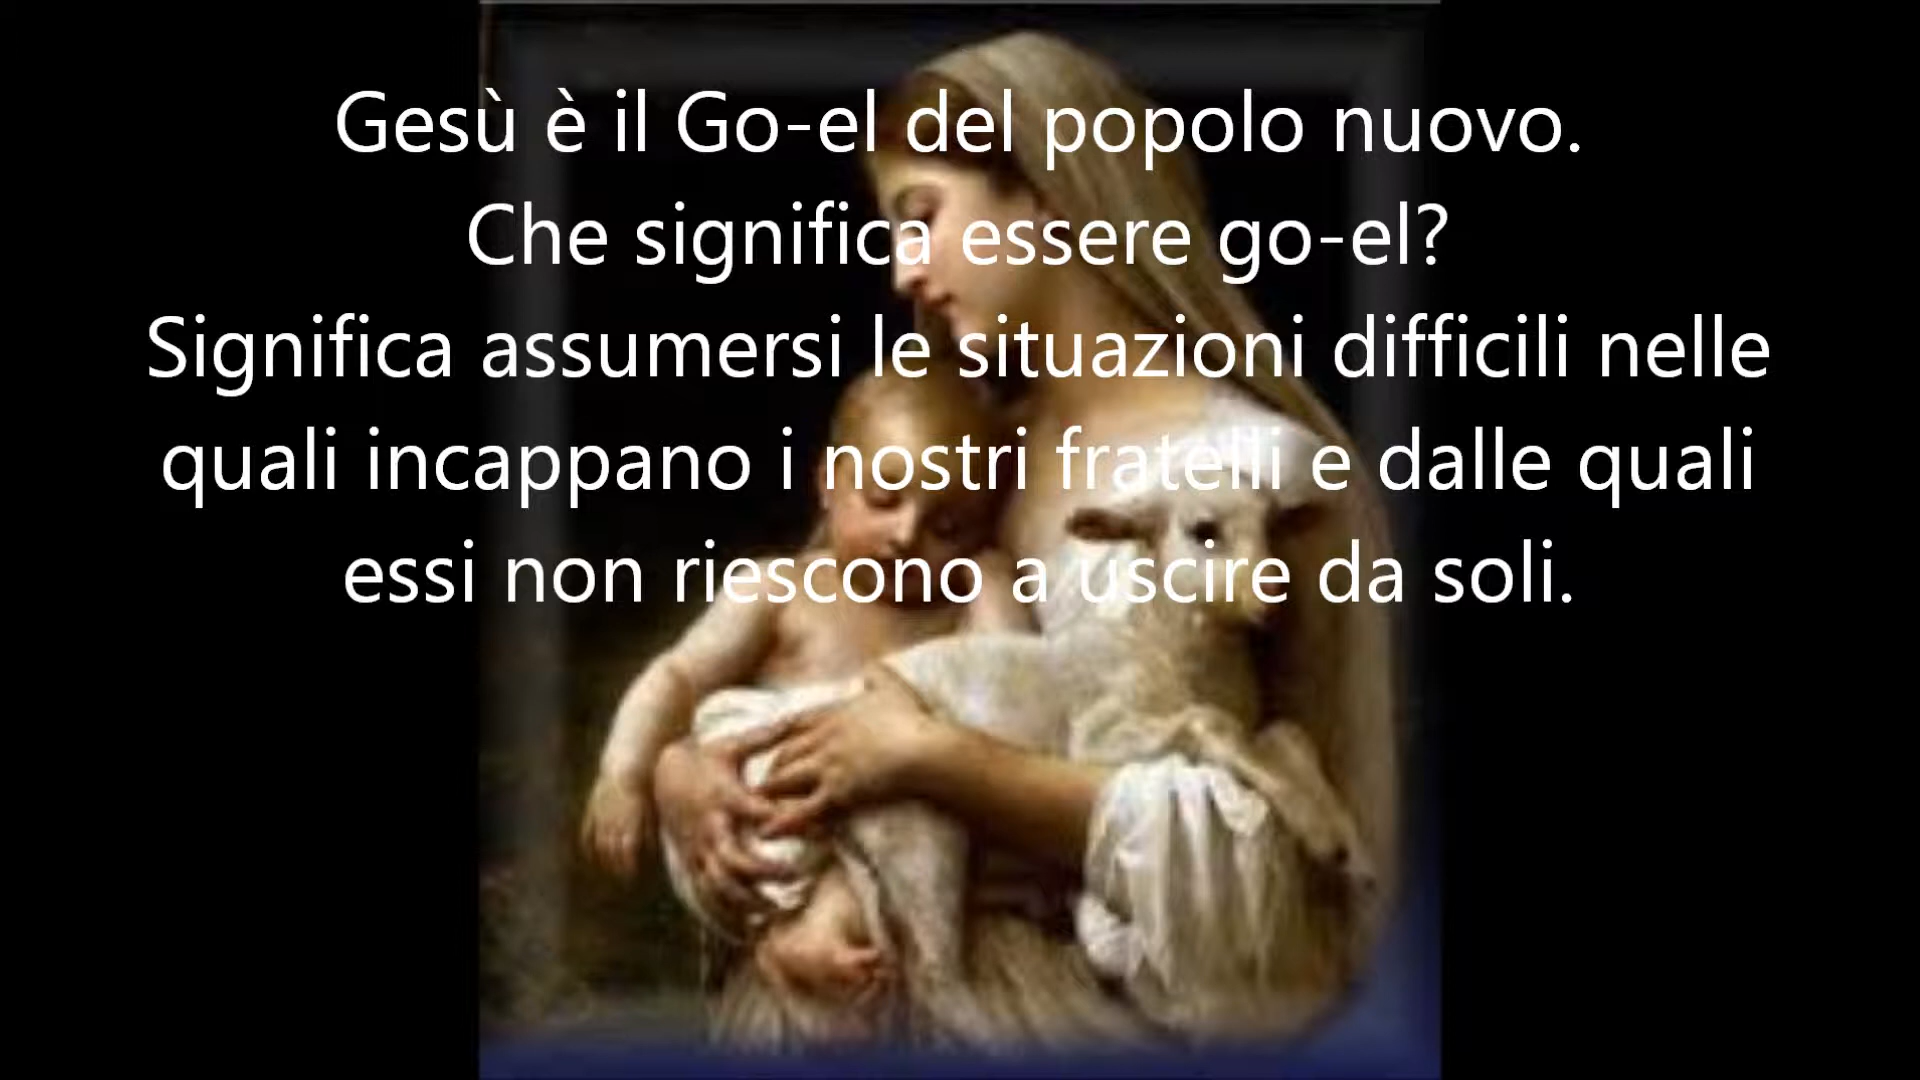 Gesù è il Go-el del popolo nuovo.
Che significa essere go-el?
Significa assumersi le situazioni difficili nelle
quali incappano i nostri fratelli e dalle quali
essi non riescono a uscire da soli.